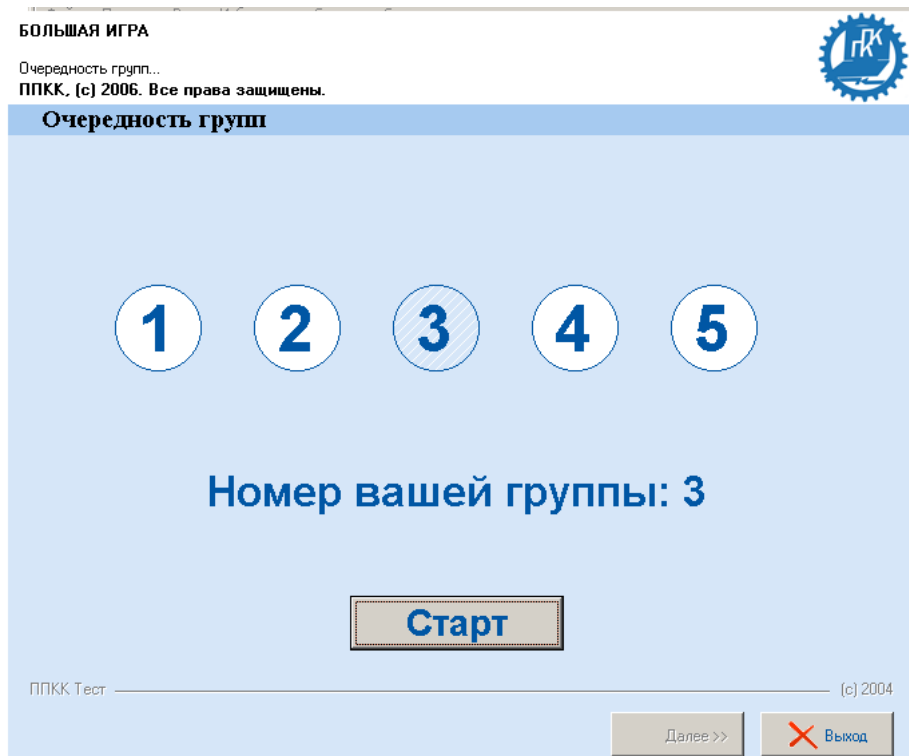 БОЛЬШАЯ ИГРА
ППК
Очередность групп...
ППКК, (c) 2006. Все права защищены.
Очередность групп
1 2 3 4 5
Номер вашей группы: 3
Старт
ППКК Тест (c) 2004
Далее >> Выход